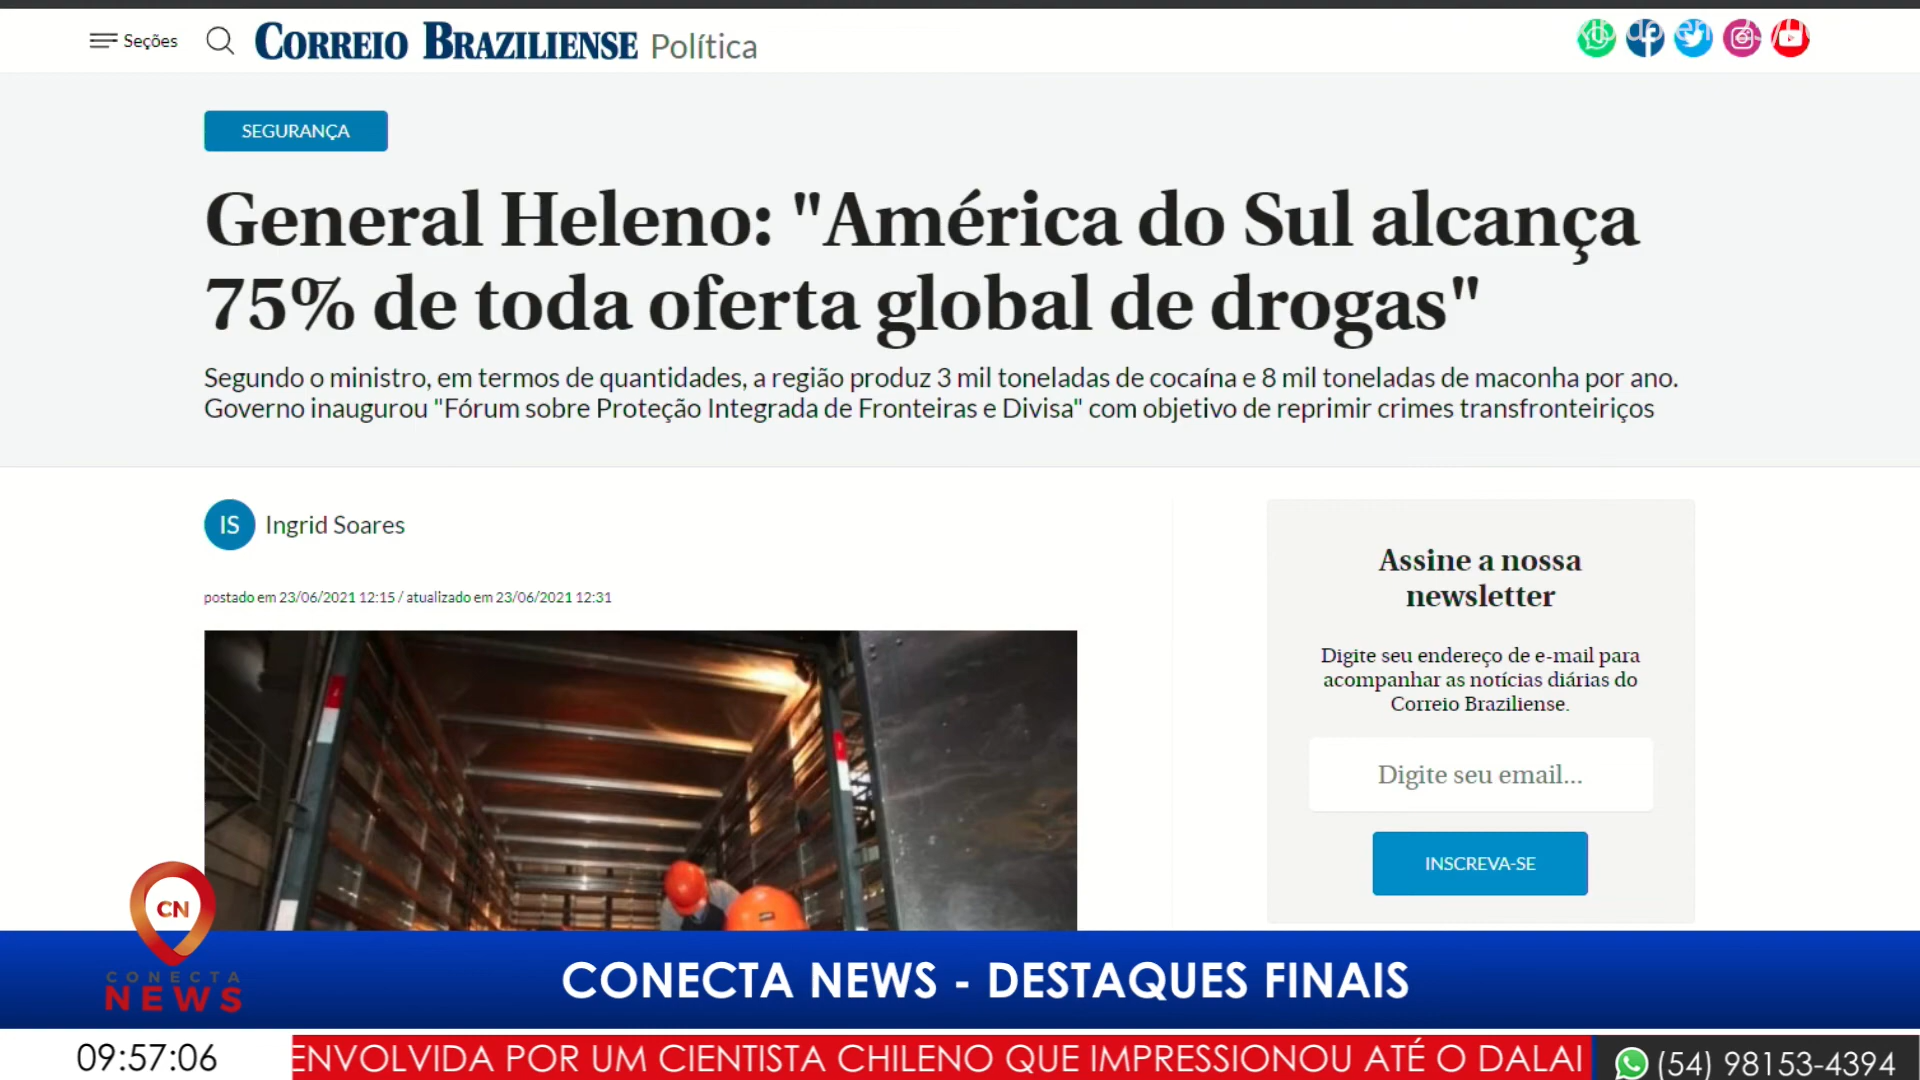 Seções
CORREIO BRAZILIENSE Política
SEGURANÇA
General Heleno: "América do Sul alcança
75% de toda oferta global de drogas"
Segundo o ministro, em termos de quantidades, a região produz 3 mil toneladas de cocaína e 8 mil toneladas de maconha por ano.
Governo inaugurou "Fórum sobre Proteção Integrada de Fronteiras e Divisa" com objetivo de reprimir crimes transfronteiriços
IS Ingrid Soares
postado em 23/06/2021 12:15 / atualizado em 23/06/2021 12:31
Assine a nossa
newsletter
Digite seu endereço de e-mail para
acompanhar as notícias diárias do
Correio Braziliense.
Digite seu email...
INSCREVA-SE
CN
CONECTA
NEWS
CONECTA NEWS - DESTAQUES FINAIS
09:57:06
ENVOLVIDA POR UM CIENTISTA CHILENO QUE IMPRESSIONOU ATÉ O DALAI
(54) 98153-4394